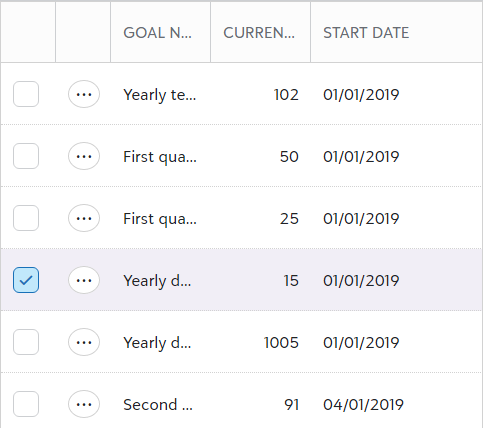 GOAL N... CURREN... START DATE
Yearly te... 102 01/01/2019
First qua... 50 01/01/2019
First qua... 25 01/01/2019
Yearly d... 15 01/01/2019
Yearly d... 1005 01/01/2019
Second ... 91 04/01/2019